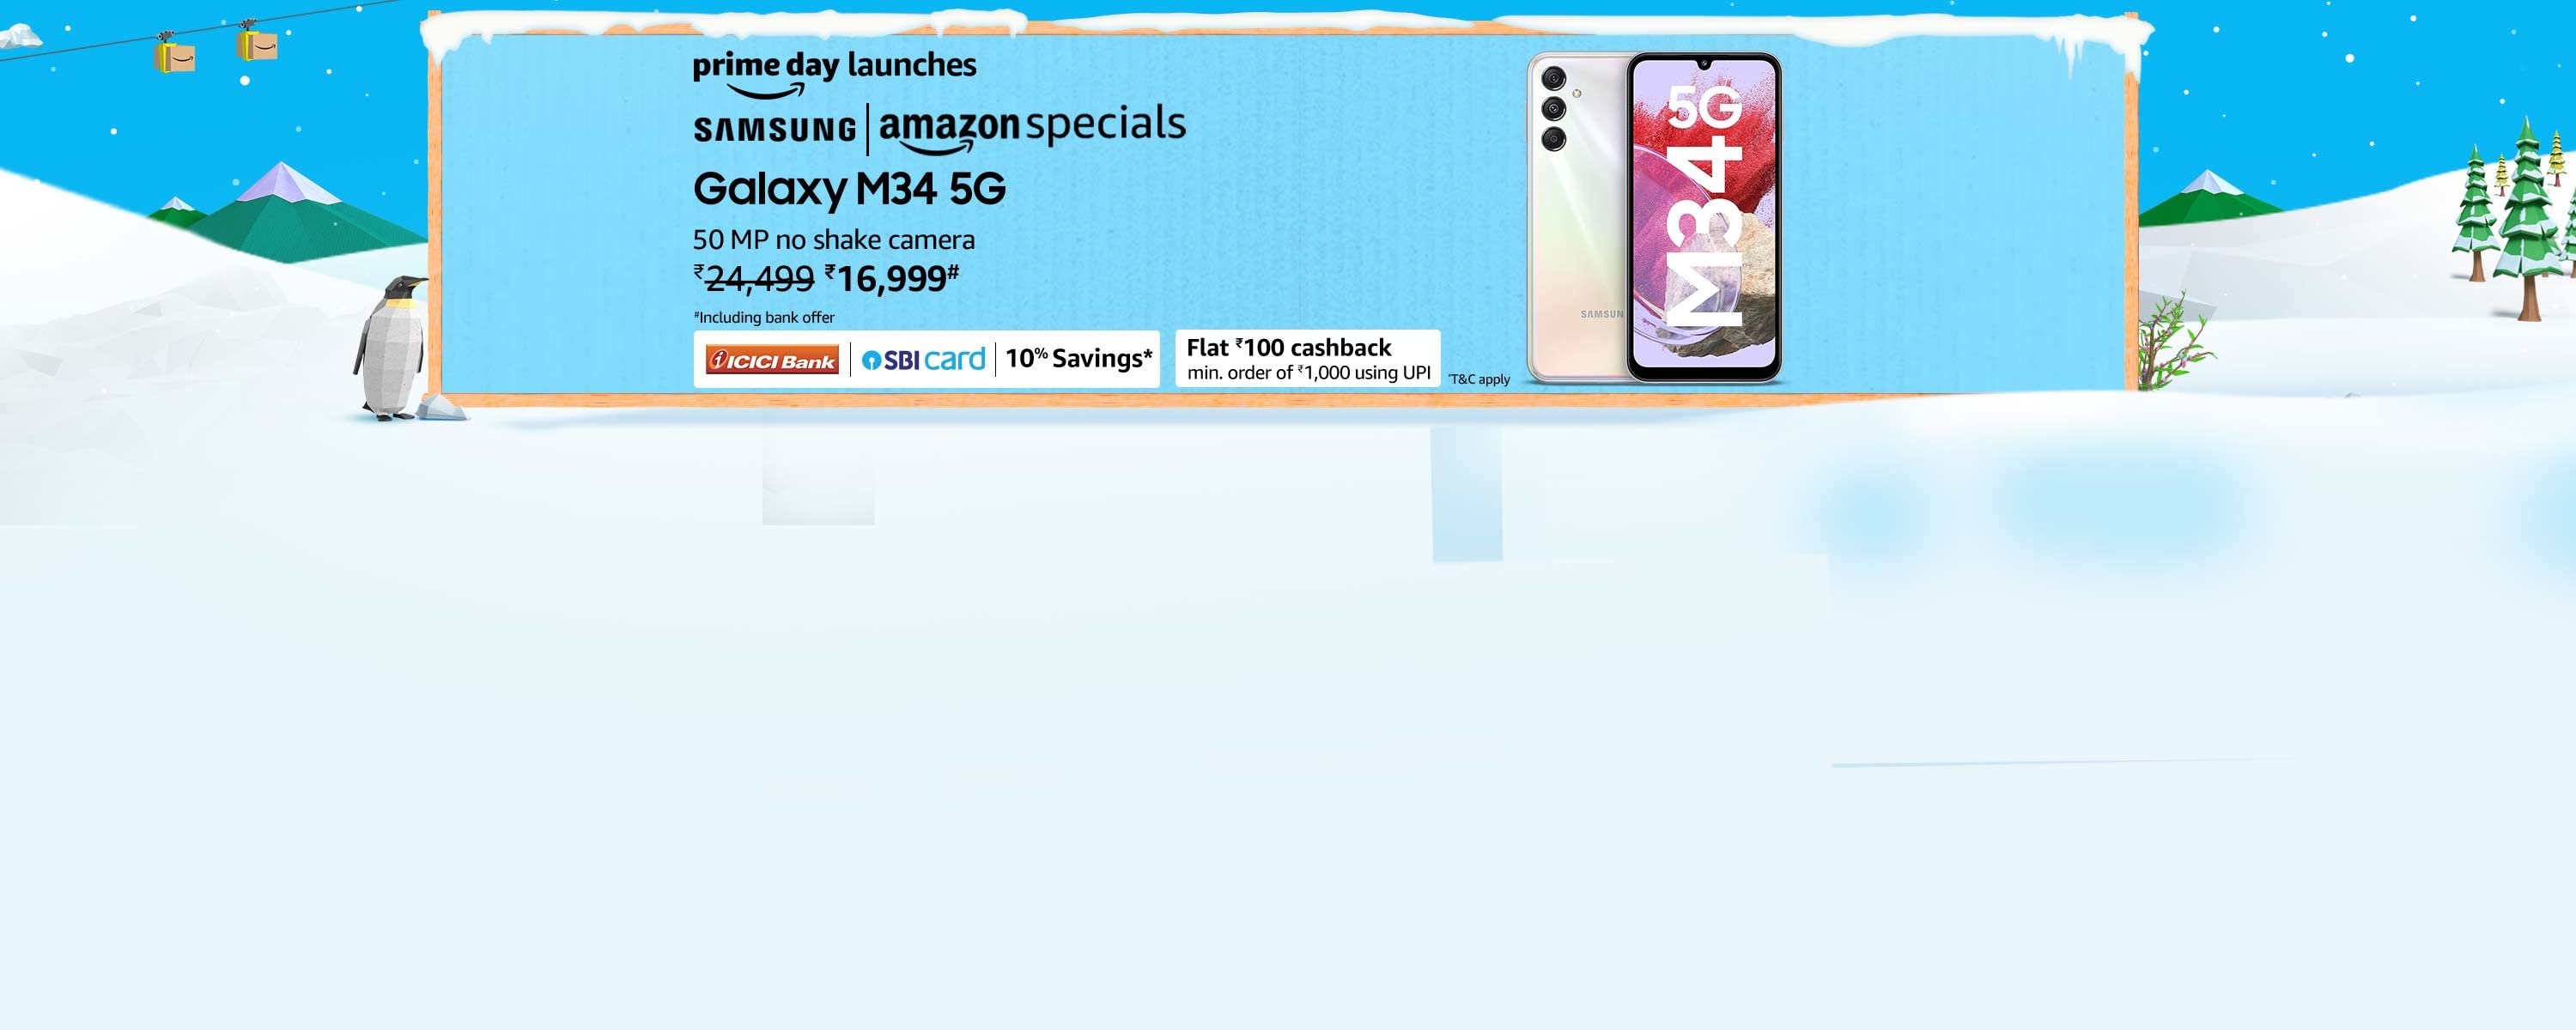 prime day launches
SAMSUNG | amazon specials
Galaxy M34 5G
50 MP no shake camera
₹24,499 ₹16,999#
#Including bank offer
ICICI Bank | SBI card | 10% Savings*
Flat ₹100 cashback
min. order of ₹1,000 using UPI
*T&C apply
SAMSUN
M34 5G